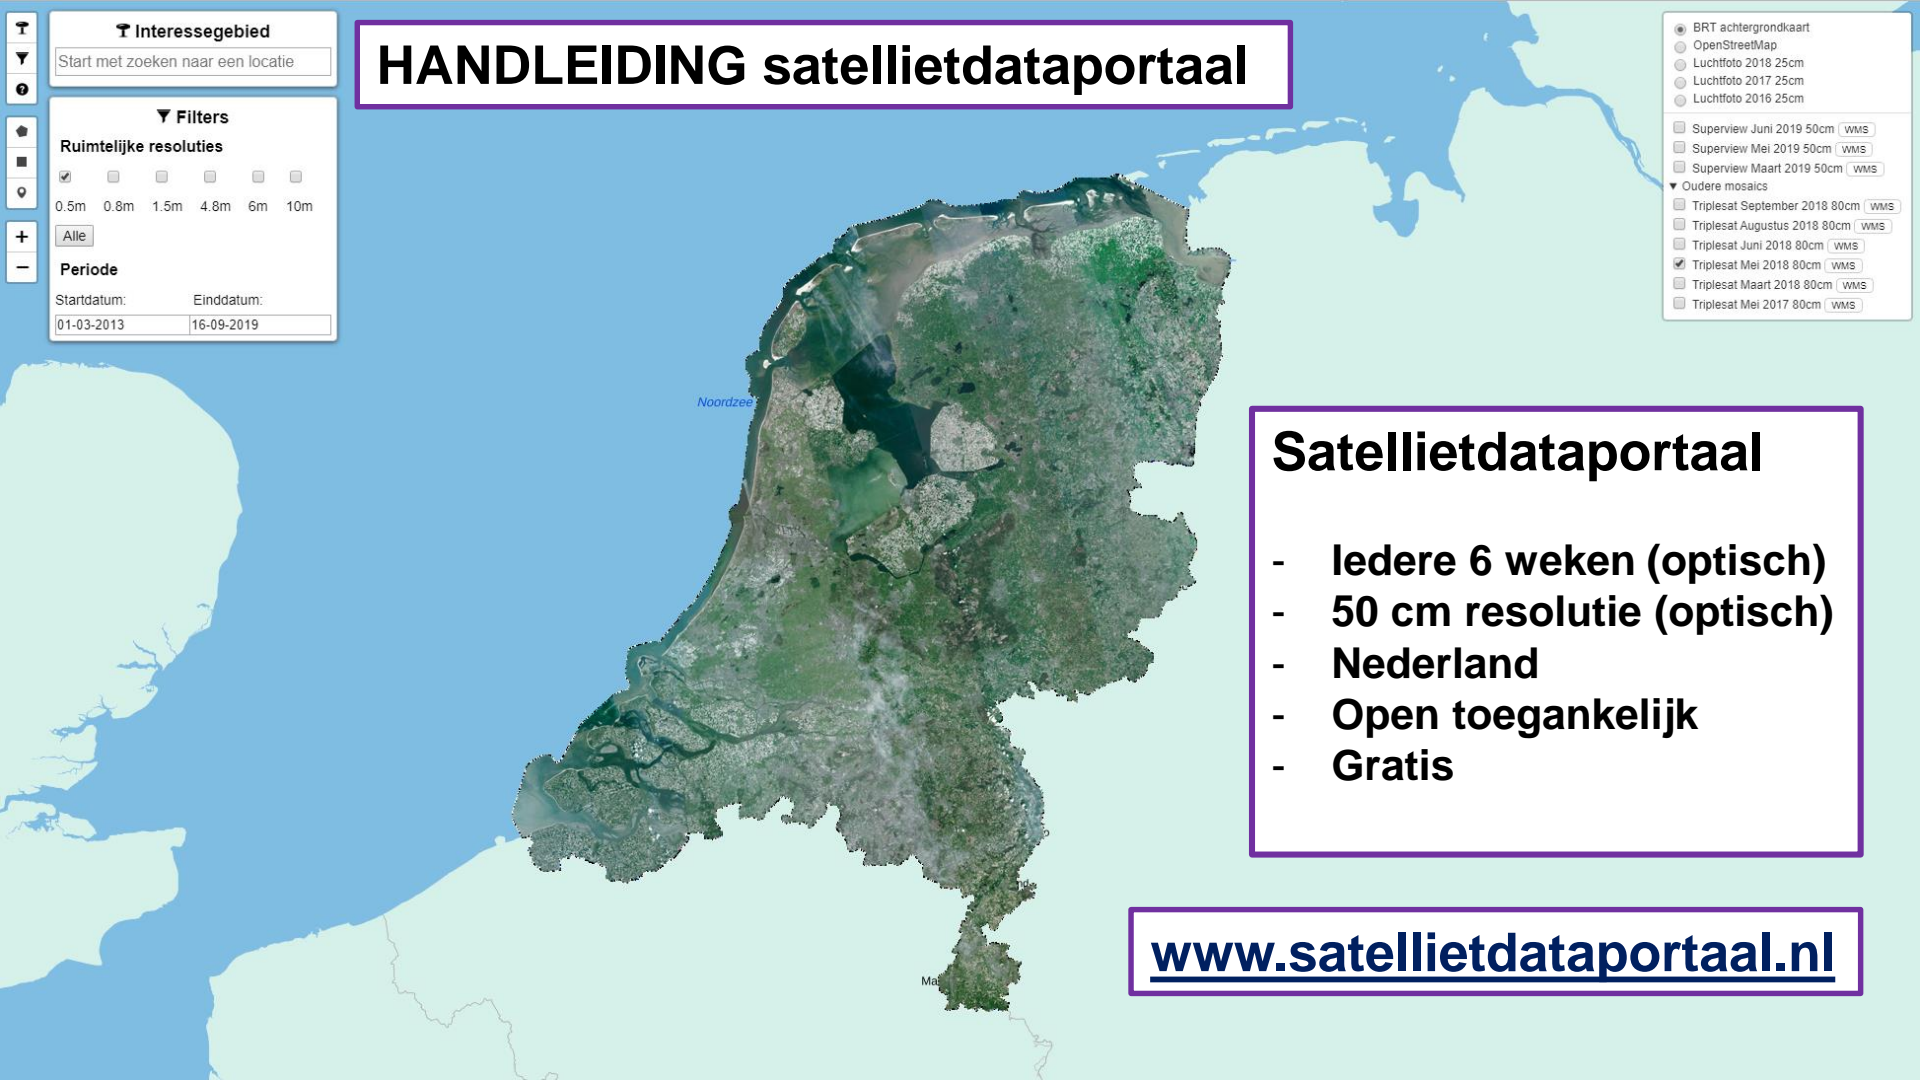 Interessegebied
Start met zoeken naar een locatie
Filters
Ruimtelijke resoluties
0.5m 0.8m 1.5m 4.8m 6m 10m
Alle
Periode
Startdatum: Einddatum:
01-03-2013 16-09-2019
HANDLEIDING satellietdataportaal
BRT achtergrondkaart
OpenStreetMap
Luchtfoto 2018 25cm
Luchtfoto 2017 25cm
Luchtfoto 2016 25cm
Superview Juni 2019 50cm WMS
Superview Mei 2019 50cm WMS
Superview Maart 2019 50cm WMS
Oudere mosaics
Triplesat September 2018 80cm WMS
Triplesat Augustus 2018 80cm WMS
Triplesat Juni 2018 80cm WMS
Triplesat Mei 2018 80cm WMS
Triplesat Maart 2018 80cm WMS
Triplesat Mei 2017 80cm WMS
Noordzee
Satellietdataportaal
- Iedere 6 weken (optisch)
- 50 cm resolutie (optisch)
- Nederland
- Open toegankelijk
- Gratis
www.satellietdataportaal.nl
Ma